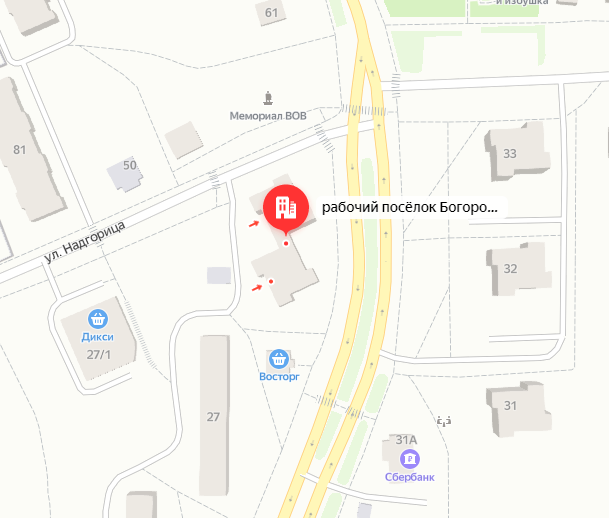 и избушка
61
Мемориал ВОВ
81
50
33
рабочий посёлок Богоро...
ул. Надгорица
32
Дикси
27/1
Восторг
27
31
31А
Сбербанк